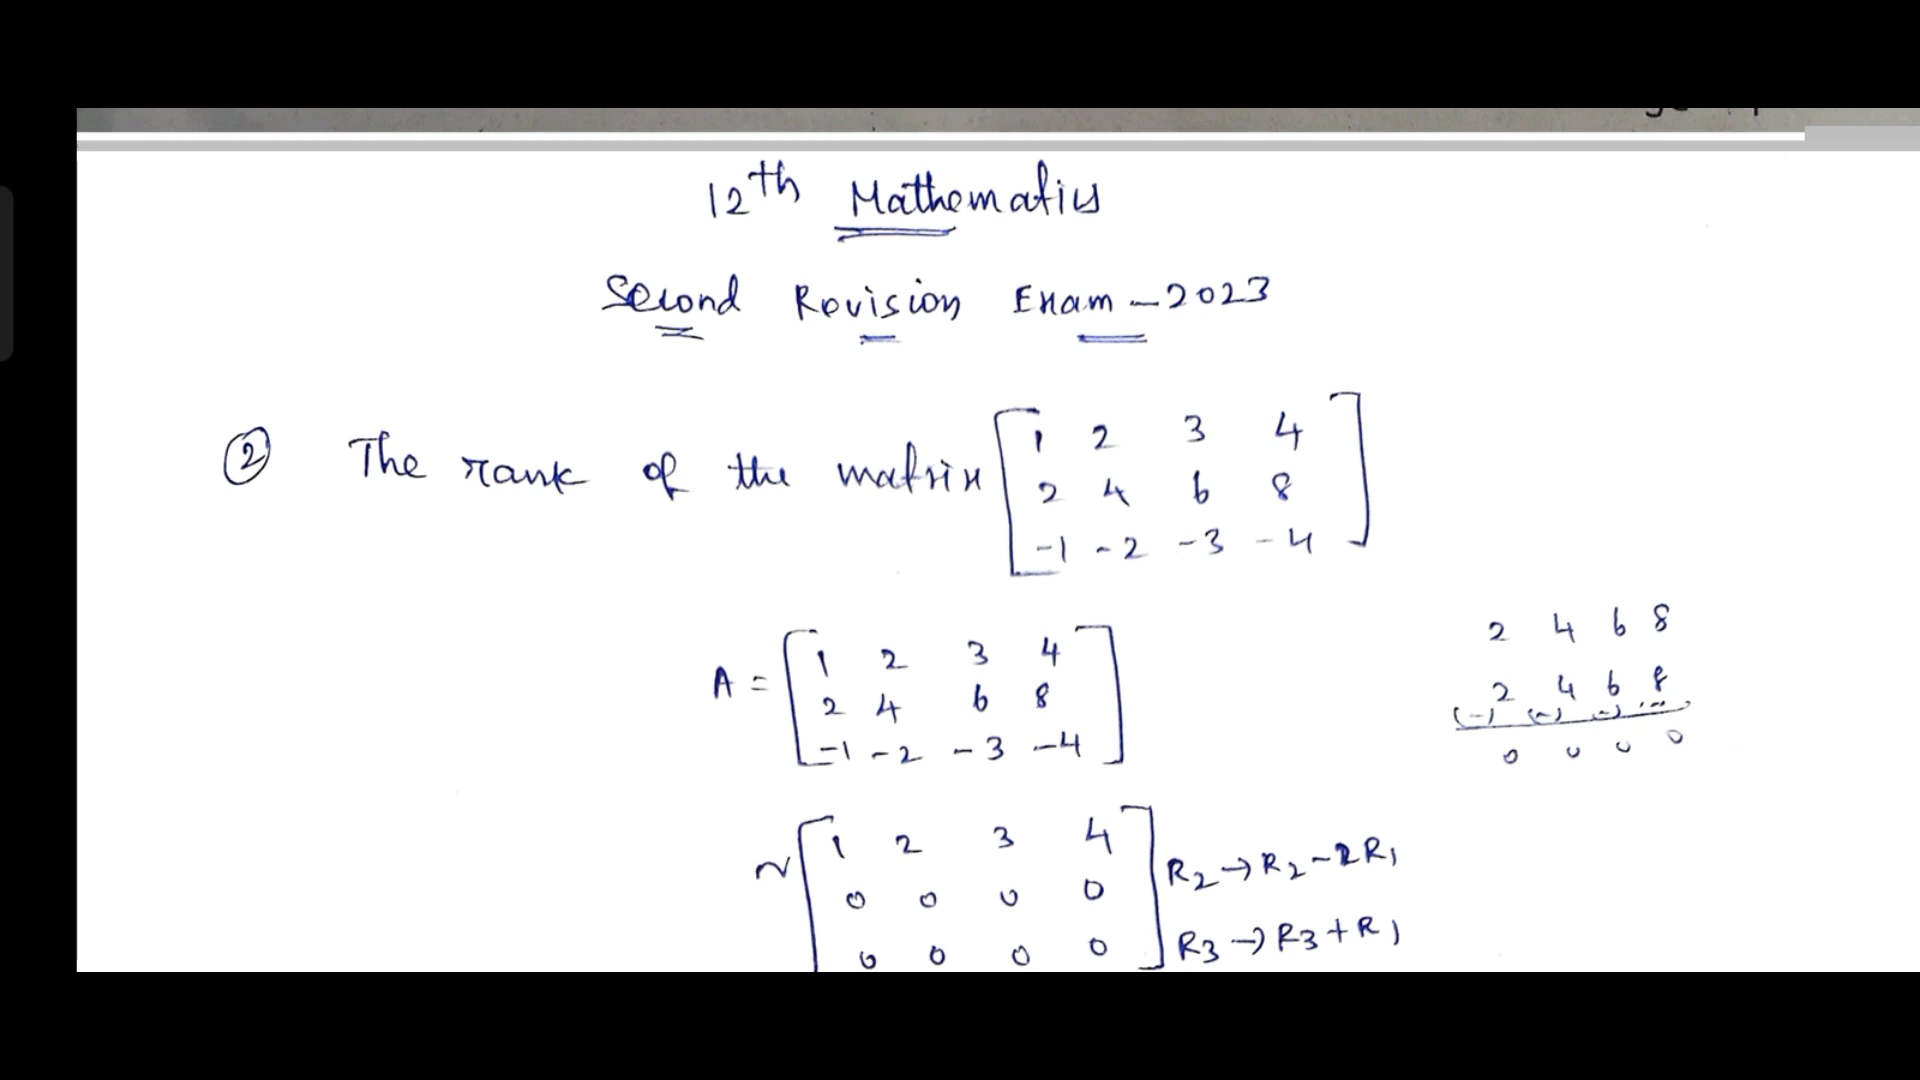 12th Mathematics
Second Revision Exam - 2023
② The rank of the matrix [1 2 3 4
2 4 6 8
-1 -2 -3 -4]
A = [1 2 3 4
2 4 6 8
-1 -2 -3 -4]
2 4 6 8
2 4 6 8
(-) (-) (-) (-)
0 0 0 0
~ [1 2 3 4
0 0 0 0 R2 → R2 - 2R1
0 0 0 0] R3 → R3 + R1